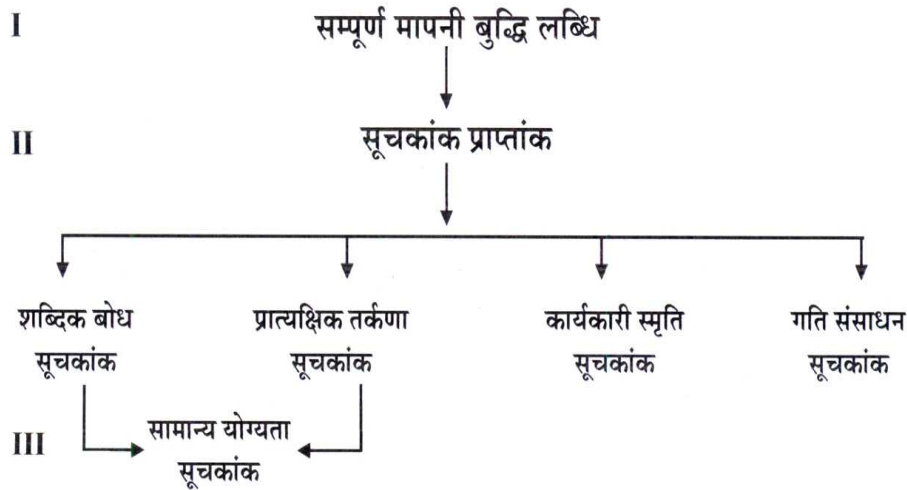 I सम्पूर्ण मापनी बुद्धि लब्धि
II सूचकांक प्राप्तांक
शब्दिक बोध प्रात्यक्षिक तर्कणा कार्यकारी स्मृति गति संसाधन
सूचकांक सूचकांक सूचकांक सूचकांक
III सामान्य योग्यता
सूचकांक